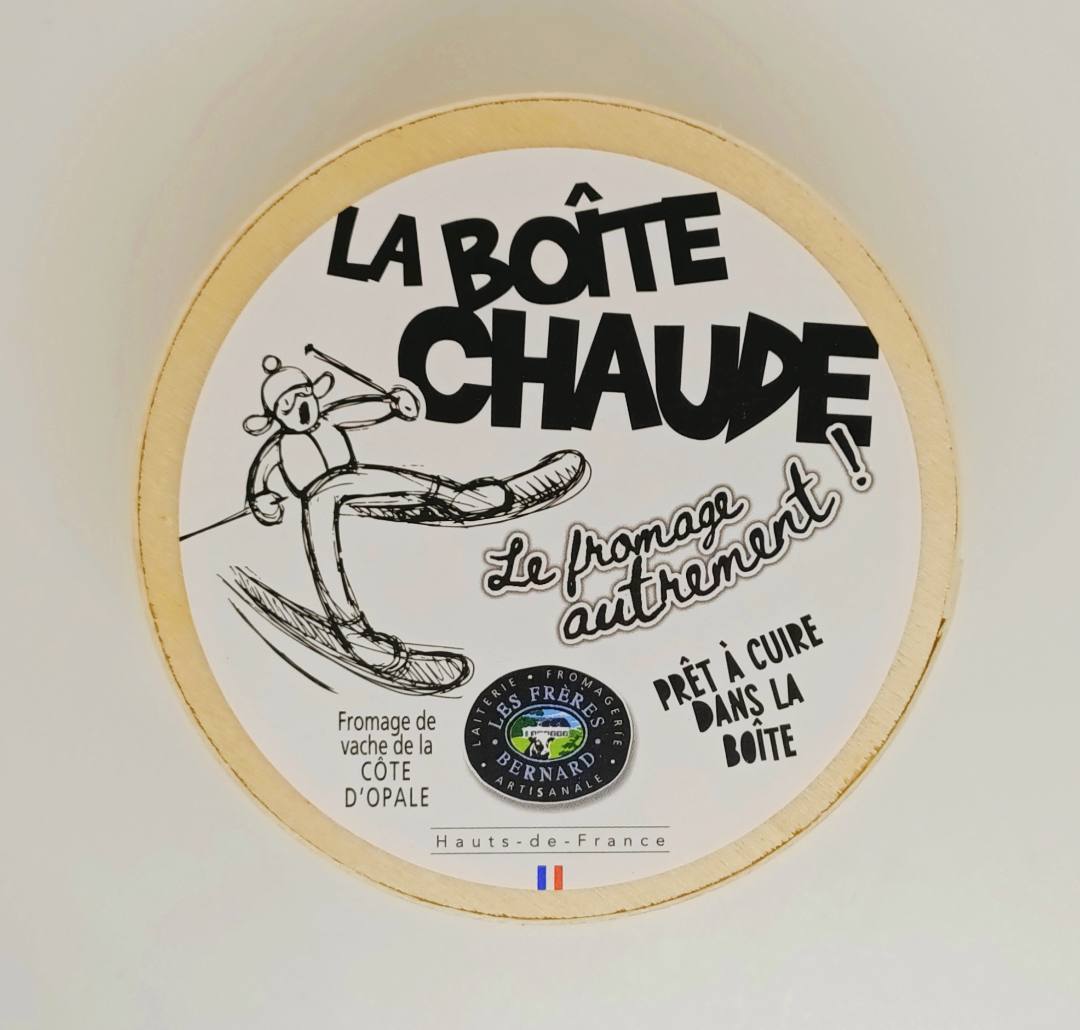 LA BOÎTE
CHAUDE
Le fromage
autrement !
PRÊT À CUIRE
DANS LA
BOÎTE
Fromage de
vache de la
CÔTE
D'OPALE
LAITERIE • FROMAGERIE
LES FRÈRES
BERNARD
ARTISANALE
Hauts-de-France